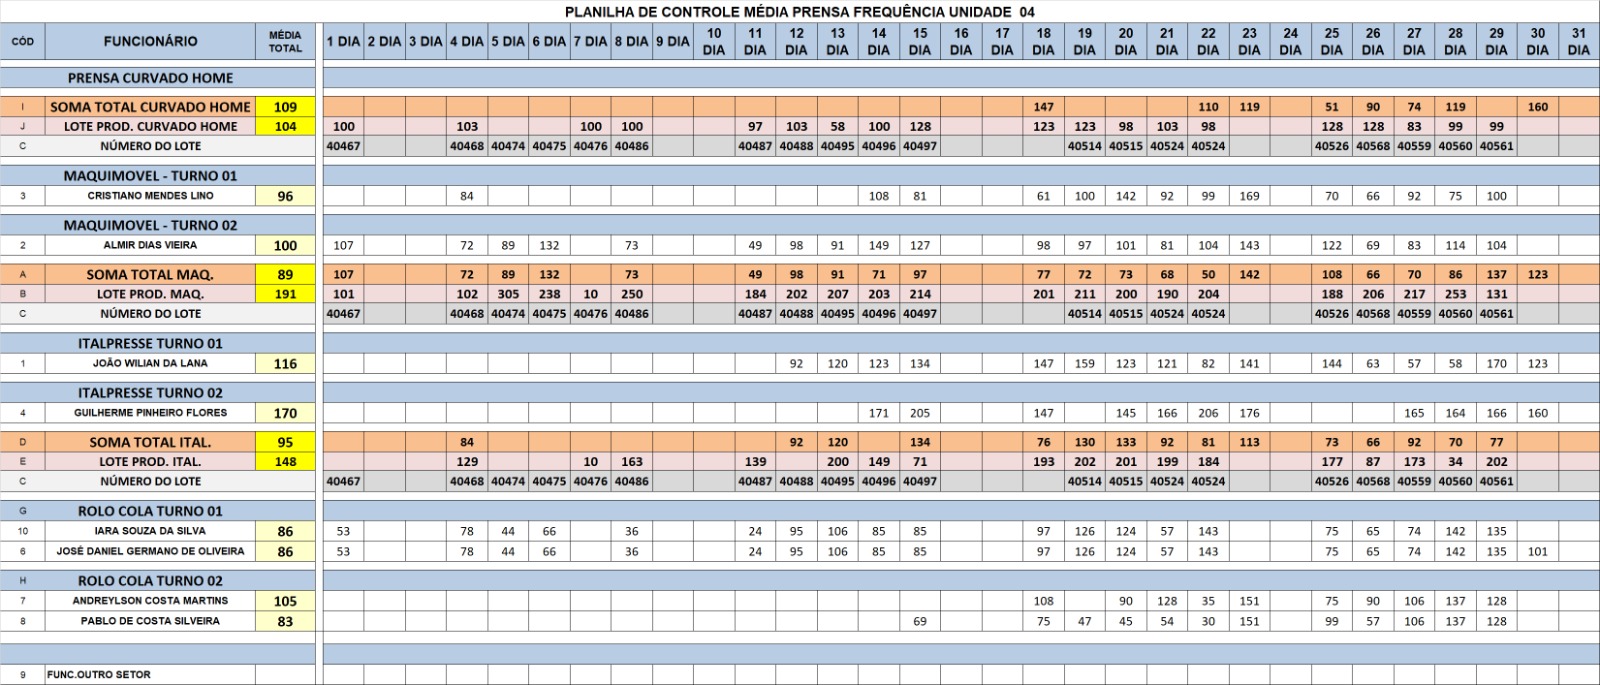 PLANILHA DE CONTROLE MÉDIA PRENSA FREQUÊNCIA UNIDADE 04
CÓD FUNCIONÁRIO MÉDIA TOTAL 1 DIA 2 DIA 3 DIA 4 DIA 5 DIA 6 DIA 7 DIA 8 DIA 9 DIA 10 DIA 11 DIA 12 DIA 13 DIA 14 DIA 15 DIA 16 DIA 17 DIA 18 DIA 19 DIA 20 DIA 21 DIA 22 DIA 23 DIA 24 DIA 25 DIA 26 DIA 27 DIA 28 DIA 29 DIA 30 DIA 31 DIA
PRENSA CURVADO HOME
I SOMA TOTAL CURVADO HOME 109 147 110 119 51 90 74 119 160
J LOTE PROD. CURVADO HOME 104 100 103 100 100 97 103 58 100 128 123 123 98 103 98 128 128 83 99 99
C NÚMERO DO LOTE 40467 40468 40474 40475 40476 40486 40487 40488 40495 40496 40497 40514 40515 40524 40524 40526 40568 40559 40560 40561
MAQUIMOVEL - TURNO 01
3 CRISTIANO MENDES LINO 96 84 108 81 61 100 142 92 99 169 70 66 92 75 100
MAQUIMOVEL - TURNO 02
2 ALMIR DIAS VIEIRA 100 107 72 89 132 73 49 98 91 149 127 98 97 101 81 104 143 122 69 83 114 104
A SOMA TOTAL MAQ. 89 107 72 89 132 73 49 98 91 71 97 77 72 73 68 50 142 108 66 70 86 137 123
B LOTE PROD. MAQ. 191 101 102 305 238 10 250 184 202 207 203 214 201 211 200 190 204 188 206 217 253 131
C NÚMERO DO LOTE 40467 40468 40474 40475 40476 40486 40487 40488 40495 40496 40497 40514 40515 40524 40524 40526 40568 40559 40560 40561
ITALPRESSE TURNO 01
1 JOÃO WILIAN DA LANA 116 92 120 123 134 147 159 123 121 82 141 144 63 57 58 170 123
ITALPRESSE TURNO 02
4 GUILHERME PINHEIRO FLORES 170 171 205 147 145 166 206 176 165 164 166 160
D SOMA TOTAL ITAL. 95 84 92 120 134 76 130 133 92 81 113 73 66 92 70 77
E LOTE PROD. ITAL. 148 129 10 163 139 200 149 71 193 202 201 199 184 177 87 173 34 202
C NÚMERO DO LOTE 40467 40468 40474 40475 40476 40486 40487 40488 40495 40496 40497 40514 40515 40524 40524 40526 40568 40559 40560 40561
G ROLO COLA TURNO 01
10 IARA SOUZA DA SILVA 86 53 78 44 66 36 24 95 106 85 85 97 126 124 57 143 75 65 74 142 135
6 JOSÉ DANIEL GERMANO DE OLIVEIRA 86 53 78 44 66 36 24 95 106 85 85 97 126 124 57 143 75 65 74 142 135 101
H ROLO COLA TURNO 02
7 ANDREYLSON COSTA MARTINS 105 108 90 128 35 151 75 90 106 137 128
8 PABLO DE COSTA SILVEIRA 83 69 75 47 45 54 30 151 99 57 106 137 128
9 FUNC.OUTRO SETOR